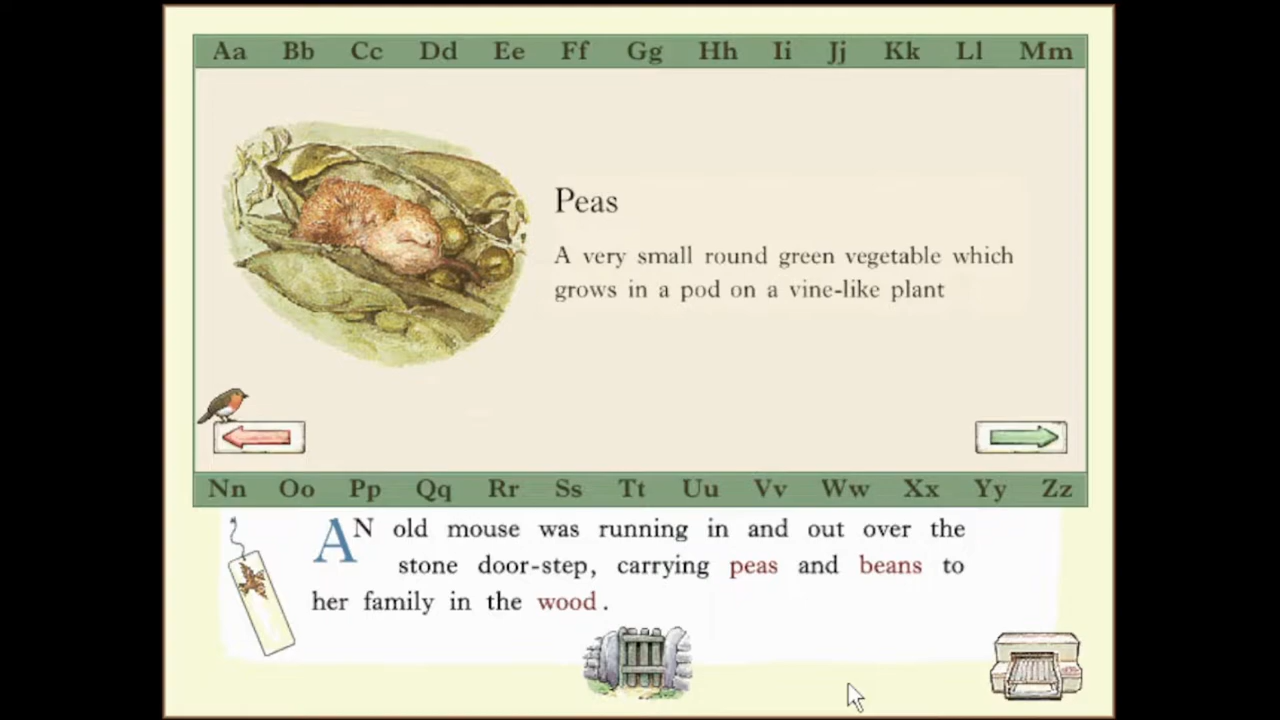 Aa Bb Cc Dd Ee Ff Gg Hh Ii Jj Kk Ll Mm
Peas
A very small round green vegetable which
grows in a pod on a vine-like plant
Nn Oo Pp Qq Rr Ss Tt Uu Vv Ww Xx Yy Zz
AN old mouse was running in and out over the
stone door-step, carrying peas and beans to
her family in the wood.